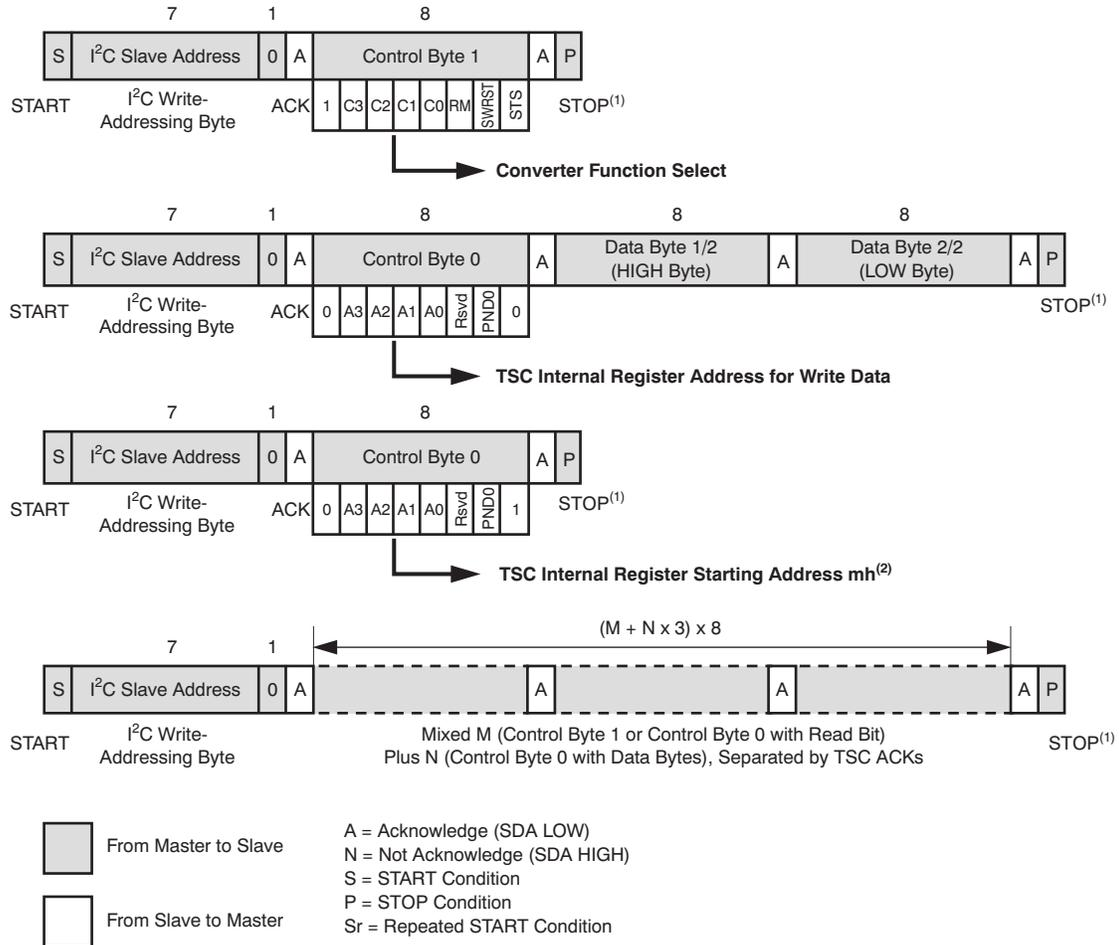 7 1 8
S I²C Slave Address 0 A Control Byte 1 A P
START I²C Write- ACK 1 C3 C2 C1 C0 RM SWRST STS STOP(1)
Addressing Byte
Converter Function Select
7 1 8 8 8
S I²C Slave Address 0 A Control Byte 0 A Data Byte 1/2 A Data Byte 2/2 A P
(HIGH Byte) (LOW Byte)
START I²C Write- ACK 0 A3 A2 A1 A0 Rsvd PND0 0 STOP(1)
Addressing Byte
TSC Internal Register Address for Write Data
7 1 8
S I²C Slave Address 0 A Control Byte 0 A P
START I²C Write- ACK 0 A3 A2 A1 A0 Rsvd PND0 1 STOP(1)
Addressing Byte
TSC Internal Register Starting Address mh(2)
7 1 (M + N x 3) x 8
S I²C Slave Address 0 A A A A P
START I²C Write- Mixed M (Control Byte 1 or Control Byte 0 with Read Bit) STOP(1)
Addressing Byte Plus N (Control Byte 0 with Data Bytes), Separated by TSC ACKs
From Master to Slave
From Slave to Master
A = Acknowledge (SDA LOW)
N = Not Acknowledge (SDA HIGH)
S = START Condition
P = STOP Condition
Sr = Repeated START Condition